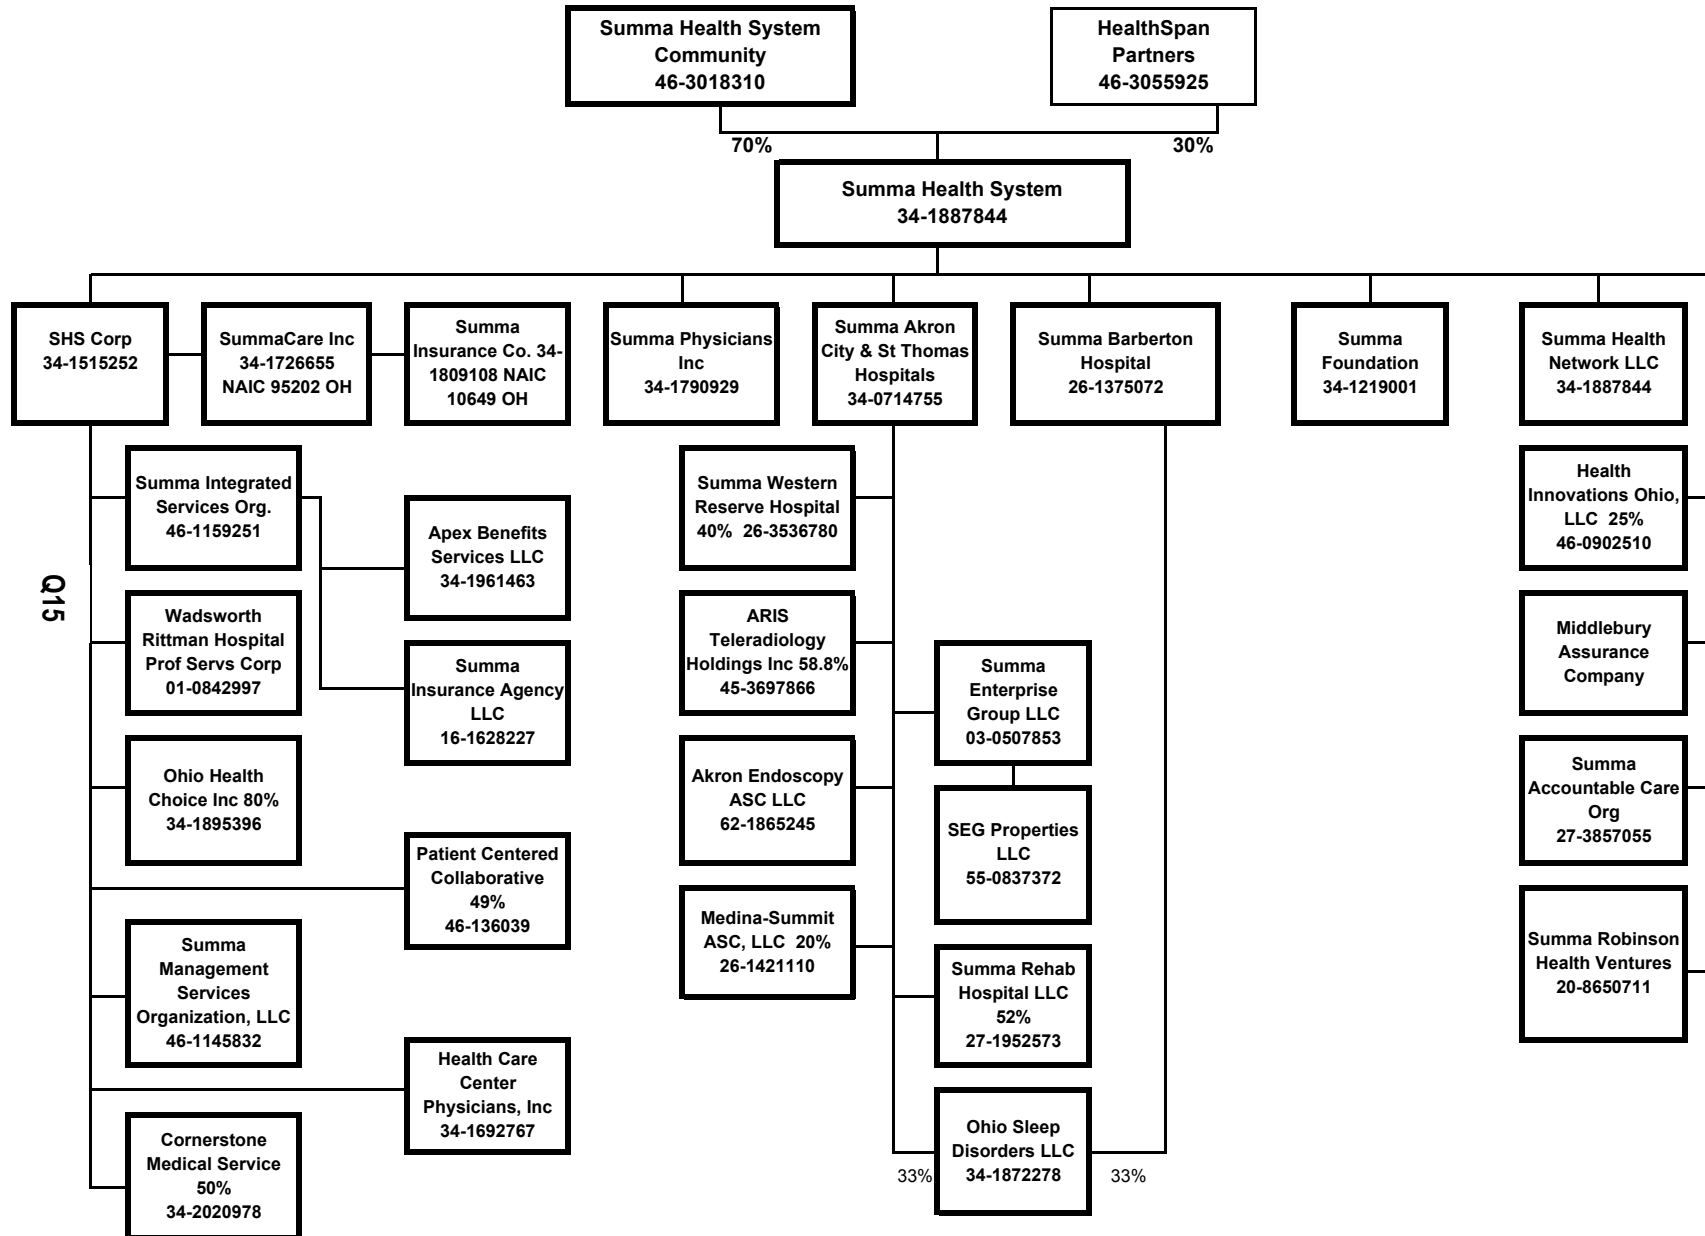 Summa Health System
Community
46-3018310
HealthSpan
Partners
46-3055925
70%
30%
Summa Health System
34-1887844
SHS Corp
34-1515252
SummaCare Inc
34-1726655
NAIC 95202 OH
Summa
Insurance Co. 34-
1809108 NAIC
10649 OH
Summa Physicians
Inc
34-1790929
Summa Akron
City & St Thomas
Hospitals
34-0714755
Summa Barberton
Hospital
26-1375072
Summa
Foundation
34-1219001
Summa Health
Network LLC
34-1887844
Summa Integrated
Services Org.
46-1159251
Apex Benefits
Services LLC
34-1961463
Summa Western
Reserve Hospital
40% 26-3536780
Health
Innovations Ohio,
LLC 25%
46-0902510
Q15
Wadsworth
Rittman Hospital
Prof Servs Corp
01-0842997
Summa
Insurance Agency
LLC
16-1628227
ARIS
Teleradiology
Holdings Inc 58.8%
45-3697866
Summa
Enterprise
Group LLC
03-0507853
Middlebury
Assurance
Company
Ohio Health
Choice Inc 80%
34-1895396
Akron Endoscopy
ASC LLC
62-1865245
SEG Properties
LLC
55-0837372
Summa
Accountable Care
Org
27-3857055
Patient Centered
Collaborative
49%
46-136039
Medina-Summit
ASC, LLC 20%
26-1421110
Summa Robinson
Health Ventures
20-8650711
Summa
Management
Services
Organization, LLC
46-1145832
Summa Rehab
Hospital LLC
52%
27-1952573
Health Care
Center
Physicians, Inc
34-1692767
Cornerstone
Medical Service
50%
34-2020978
Ohio Sleep
Disorders LLC
34-1872278
33%
33%